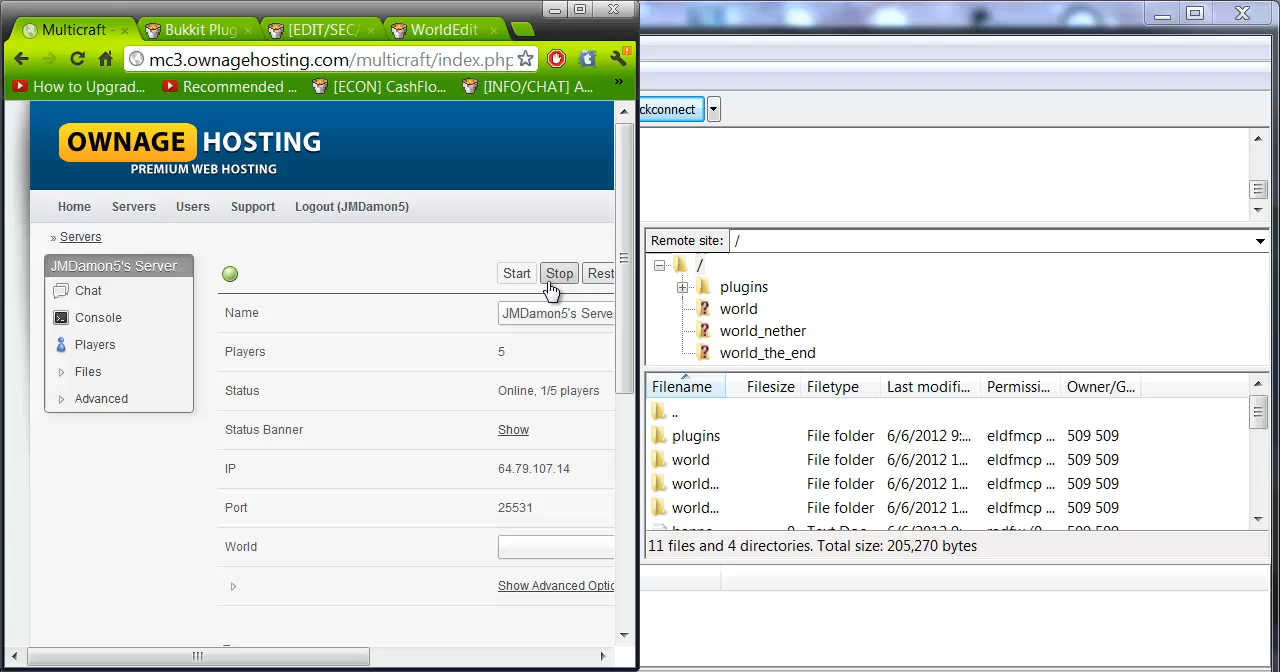 Multicraft -
Bukkit Plug
[EDIT/SEC/
WorldEdit
mc3.ownagehosting.com/multicraft/index.php
How to Upgrad...
Recommended ...
[ECON] CashFlo...
[INFO/CHAT] A...
»
OWNAGE HOSTING
PREMIUM WEB HOSTING
Home
Servers
Users
Support
Logout (JMDamon5)
» Servers
JMDamon5's Server
Chat
Console
Players
Files
Advanced
Start
Stop
Rest
Name
JMDamon5's Serve
Players
5
Status
Online, 1/5 players
Status Banner
Show
IP
64.79.107.14
Port
25531
World
Show Advanced Optio
ckconnect
Remote site:
/
/
plugins
world
world_nether
world_the_end
Filename
Filesize
Filetype
Last modifi...
Permissi...
Owner/G...
..
plugins
File folder
6/6/2012 9:...
eldfmcp ...
509 509
world
File folder
6/6/2012 1...
eldfmcp ...
509 509
world...
File folder
6/6/2012 1...
eldfmcp ...
509 509
world...
File folder
6/6/2012 1...
eldfmcp ...
509 509
11 files and 4 directories. Total size: 205,270 bytes